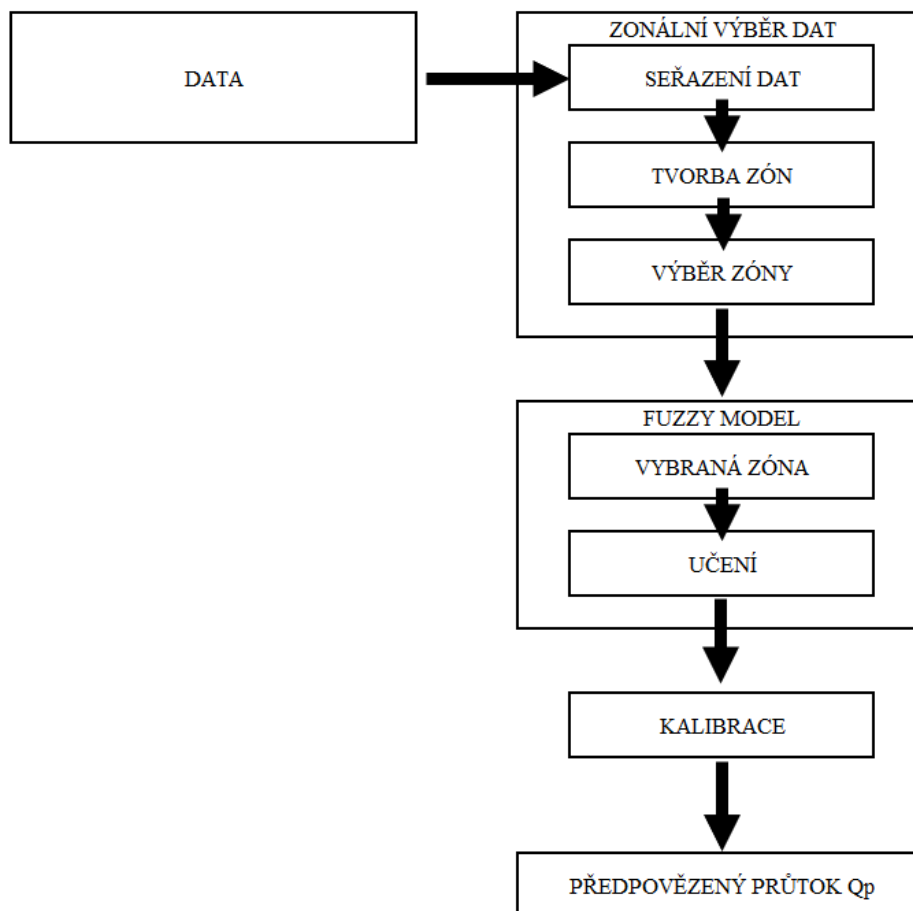 DATA
ZONÁLNÍ VÝBĚR DAT
SEŘAZENÍ DAT
TVORBA ZÓN
VÝBĚR ZÓNY
FUZZY MODEL
VYBRANÁ ZÓNA
UČENÍ
KALIBRACE
PŘEDPOVĚZENÝ PRŮTOK Qp